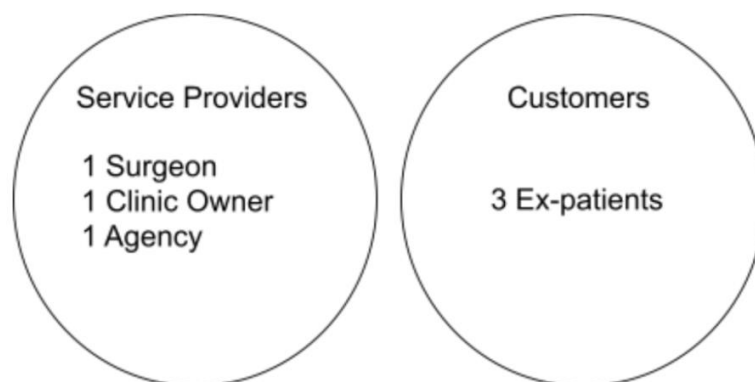 Service Providers
1 Surgeon
1 Clinic Owner
1 Agency
Customers
3 Ex-patients